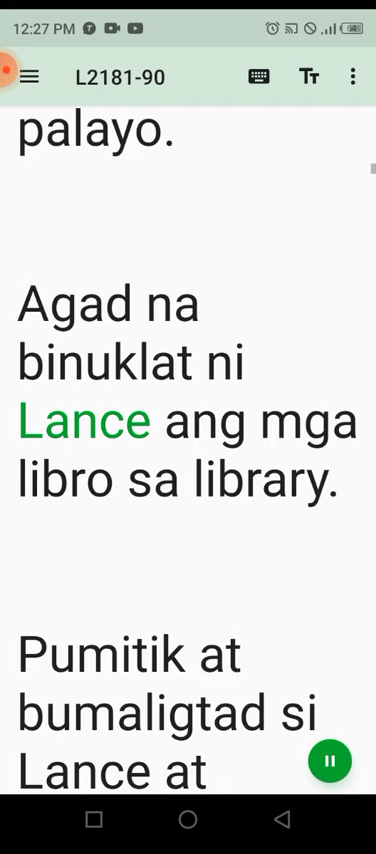 12:27 PM
64
L2181-90
palayo.
Agad na
binuklat ni
Lance ang mga
libro sa library.
Pumitik at
bumaligtad si
Lance at